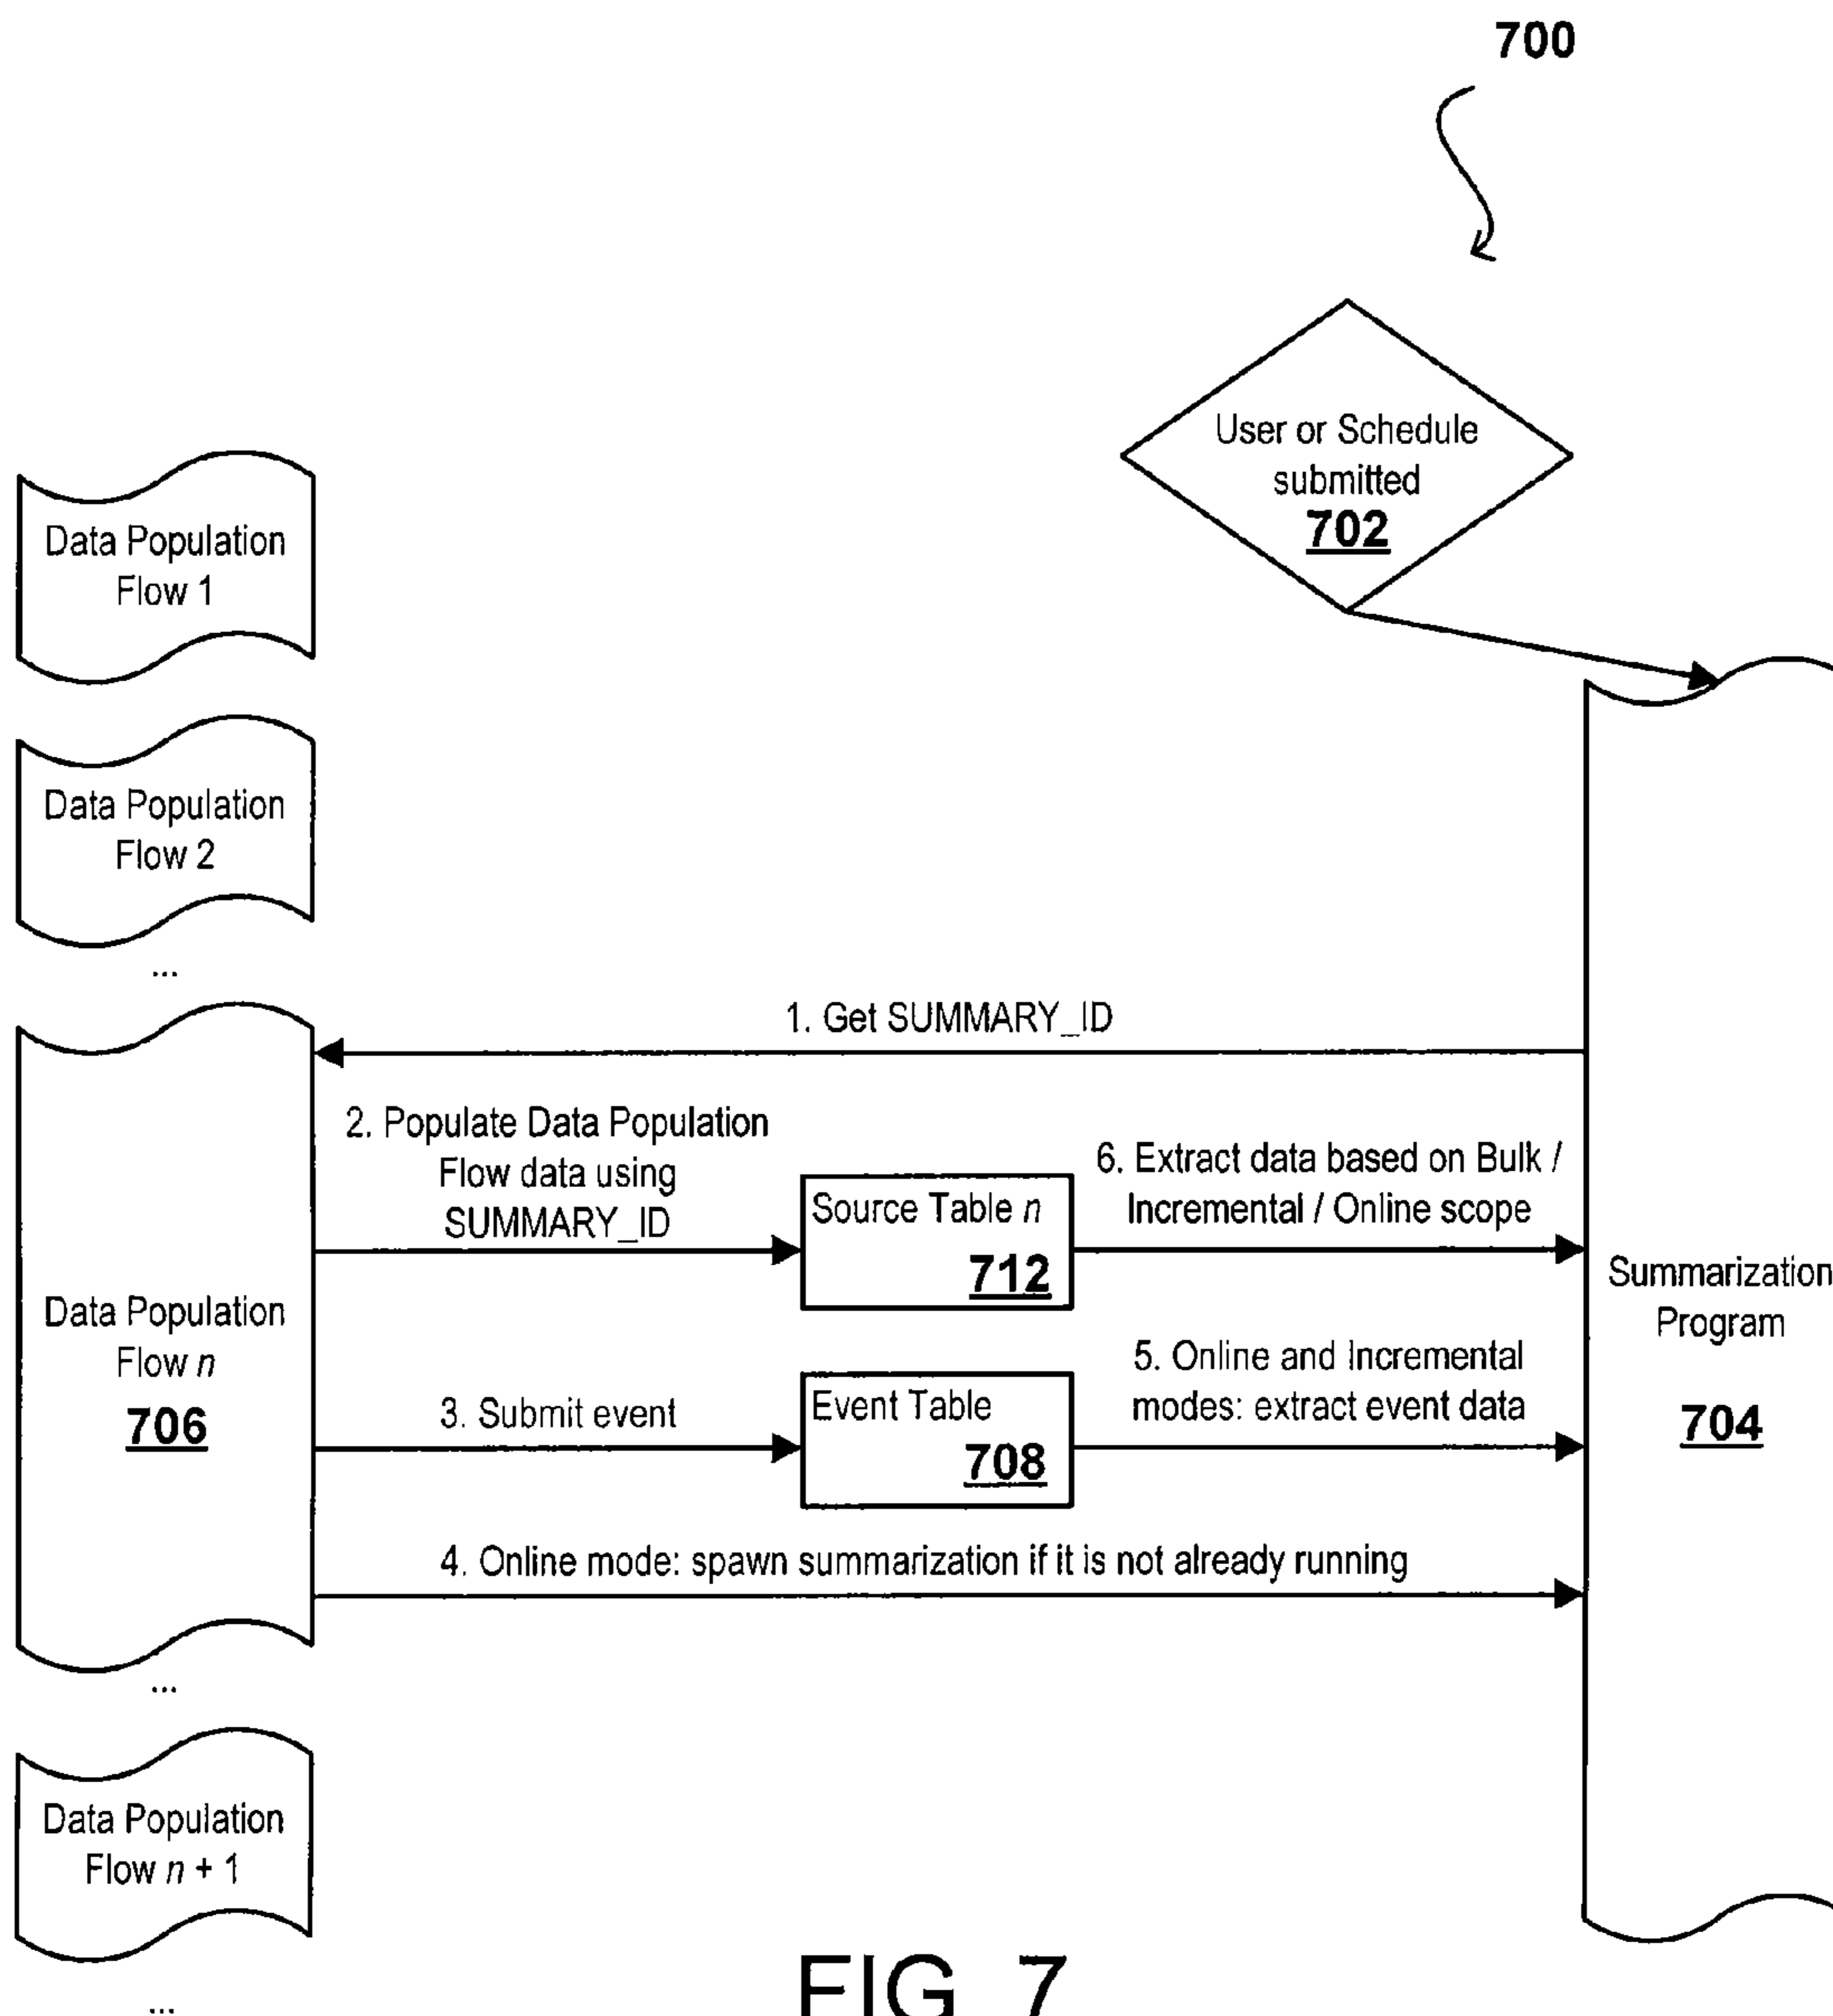 700
User or Schedule
submitted
702
Data Population
Flow 1
Data Population
Flow 2
...
1. Get SUMMARY_ID
2. Populate Data Population
Flow data using
SUMMARY_ID
6. Extract data based on Bulk /
Incremental / Online scope
Source Table n
712
Summarization
Program
704
Data Population
Flow n
706
3. Submit event
Event Table
708
5. Online and Incremental
modes: extract event data
4. Online mode: spawn summarization if it is not already running
...
Data Population
Flow n + 1
...
FIG. 7